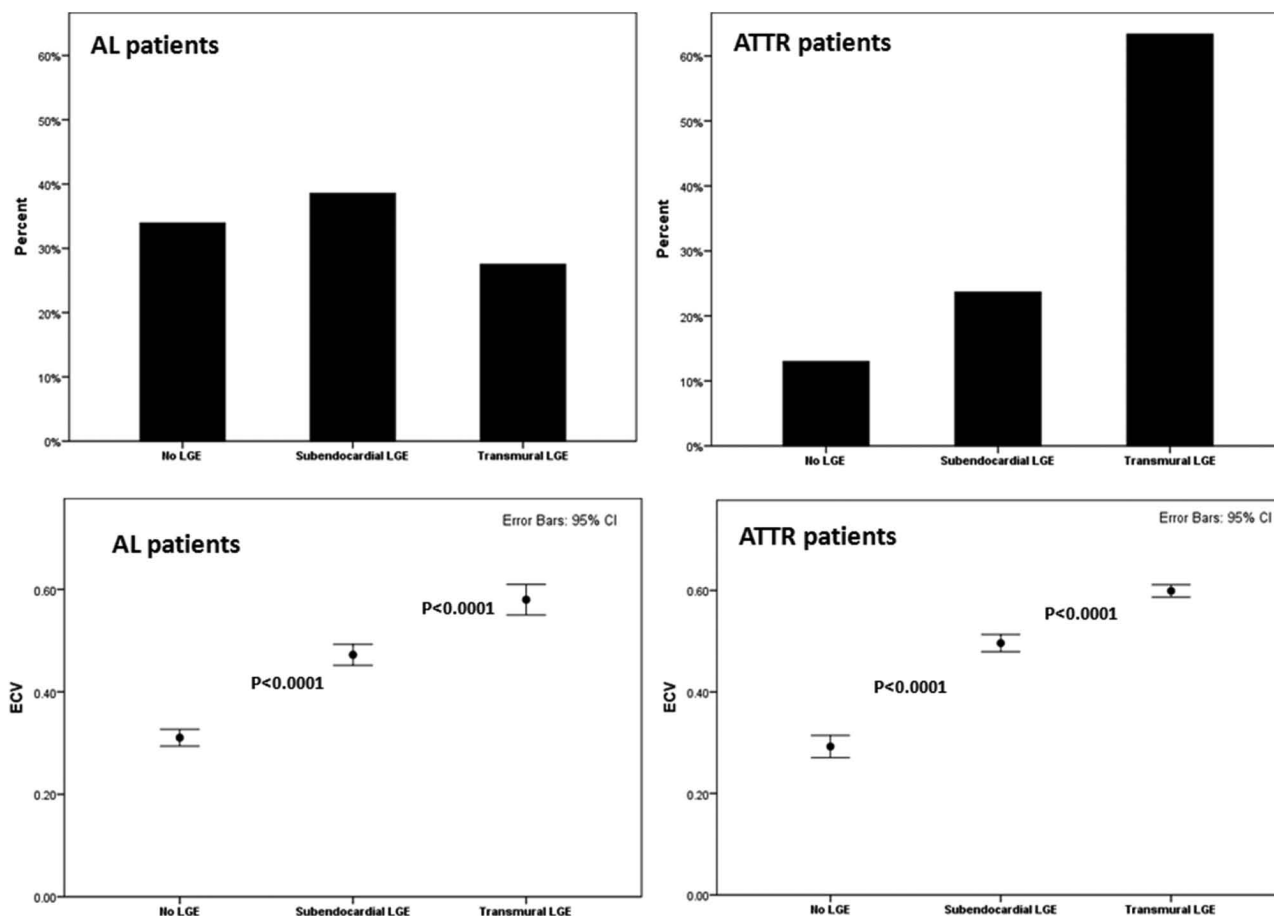 AL patients
60%
50%
40%
30%
20%
10%
0%
Percent
No LGE
Subendocardial LGE
Transmural LGE
ATTR patients
60%
50%
40%
30%
20%
10%
0%
Percent
No LGE
Subendocardial LGE
Transmural LGE
Error Bars: 95% CI
AL patients
0.60
0.40
0.20
0.00
ECV
P<0.0001
P<0.0001
No LGE
Subendocardial LGE
Transmural LGE
Error Bars: 95% CI
ATTR patients
0.60
0.40
0.20
0.00
ECV
P<0.0001
P<0.0001
No LGE
Subendocardial LGE
Transmural LGE